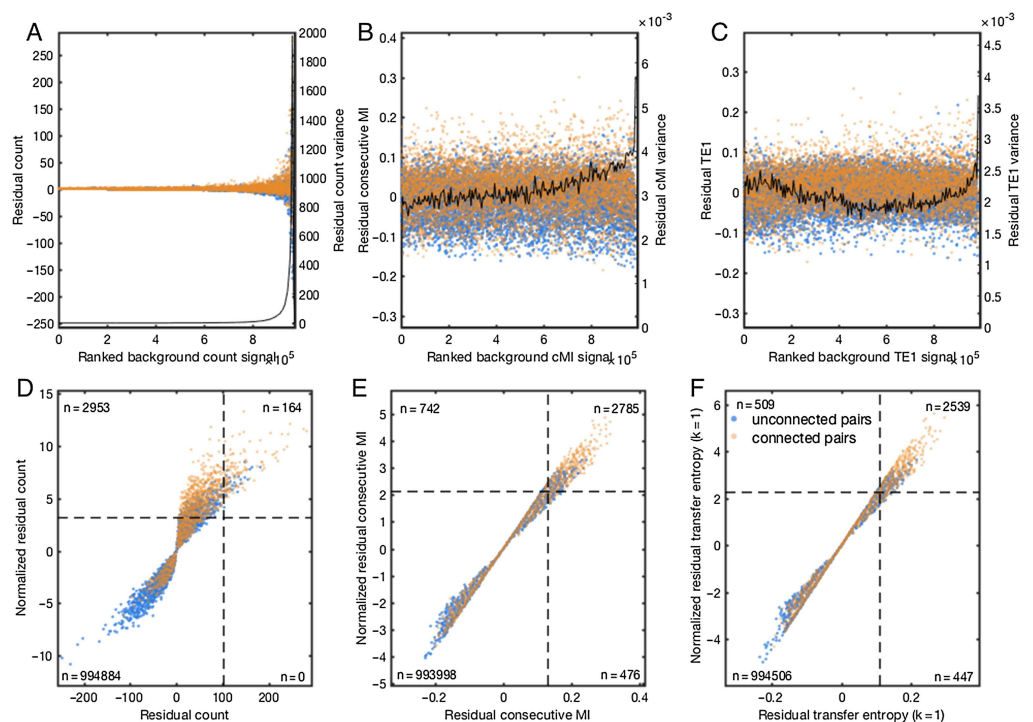 A
250
200
150
100
50
0
−50
−100
−150
−200
−250
Residual count
0 2 4 6 8
Ranked background count signal ×10⁵
2000
1800
1600
1400
1200
1000
800
600
400
200
0
Residual count variance
B
0.4
0.3
0.2
0.1
0
−0.1
−0.2
−0.3
Residual consecutive MI
0 2 4 6 8
Ranked background cMI signal ×10⁵
×10⁻³
6
5
4
3
2
1
0
Residual cMI variance
C
0.3
0.2
0.1
0
−0.1
−0.2
−0.3
Residual TE1
0 2 4 6 8
Ranked background TE1 signal ×10⁵
×10⁻³
4.5
4
3.5
3
2.5
2
1.5
1
0.5
0
Residual TE1 variance
D
15
10
5
0
−5
−10
Normalized residual count
n=2953
n=164
n=994884
n=0
−200 −100 0 100 200
Residual count
E
5
4
3
2
1
0
−1
−2
−3
−4
−5
Normalized residual consecutive MI
n=742
n=2785
n=993998
n=476
−0.2 0 0.2 0.4
Residual consecutive MI
F
6
4
2
0
−2
−4
Normalized residual transfer entropy (k=1)
n=509
n=2539
unconnected pairs
connected pairs
n=994506
n=447
−0.2 0 0.2
Residual transfer entropy (k=1)